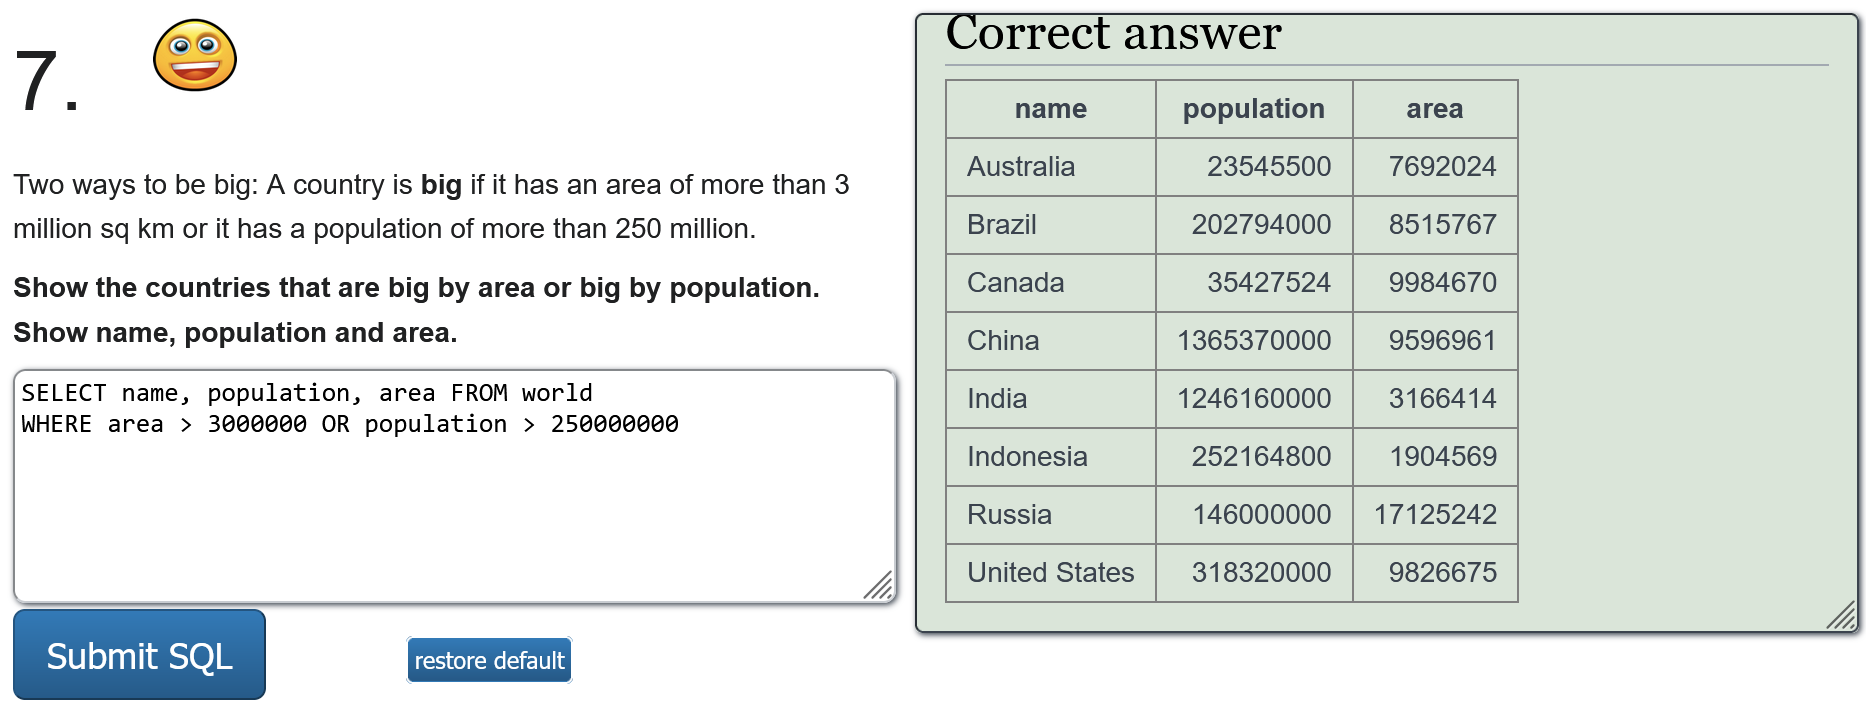 7.
Two ways to be big: A country is big if it has an area of more than 3
million sq km or it has a population of more than 250 million.
Show the countries that are big by area or big by population.
Show name, population and area.
SELECT name, population, area FROM world
WHERE area > 3000000 OR population > 250000000
Submit SQL
restore default
Correct answer
name population area
Australia 23545500 7692024
Brazil 202794000 8515767
Canada 35427524 9984670
China 1365370000 9596961
India 1246160000 3166414
Indonesia 252164800 1904569
Russia 146000000 17125242
United States 318320000 9826675